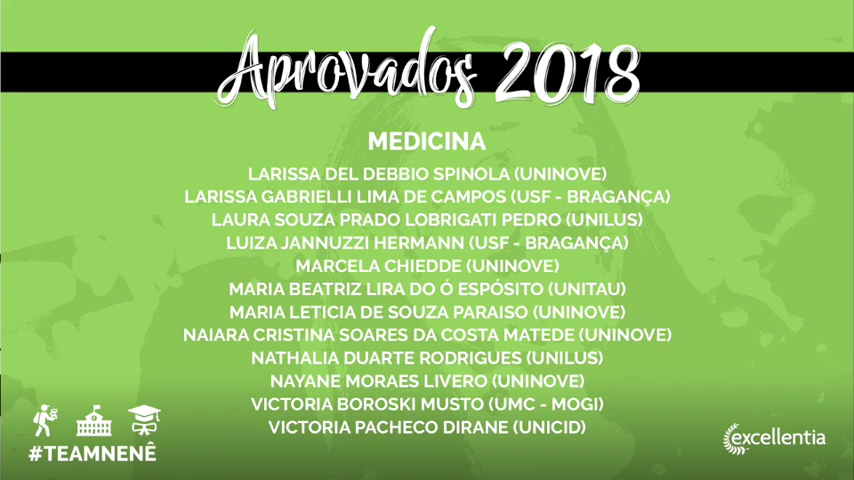 Aprovados 2018
MEDICINA
LARISSA DEL DEBBIO SPINOLA (UNINOVE)
LARISSA GABRIELLI LIMA DE CAMPOS (USF - BRAGANÇA)
LAURA SOUZA PRADO LOBRIGATI PEDRO (UNILUS)
LUIZA JANNUZZI HERMANN (USF - BRAGANÇA)
MARCELA CHIEDDE (UNINOVE)
MARIA BEATRIZ LIRA DO Ó ESPÓSITO (UNITAU)
MARIA LETICIA DE SOUZA PARAISO (UNINOVE)
NAIARA CRISTINA SOARES DA COSTA MATEDE (UNINOVE)
NATHALIA DUARTE RODRIGUES (UNILUS)
NAYANE MORAES LIVERO (UNINOVE)
VICTORIA BOROSKI MUSTO (UMC - MOGI)
VICTORIA PACHECO DIRANE (UNICID)
#TEAMNENÊ
excellentia